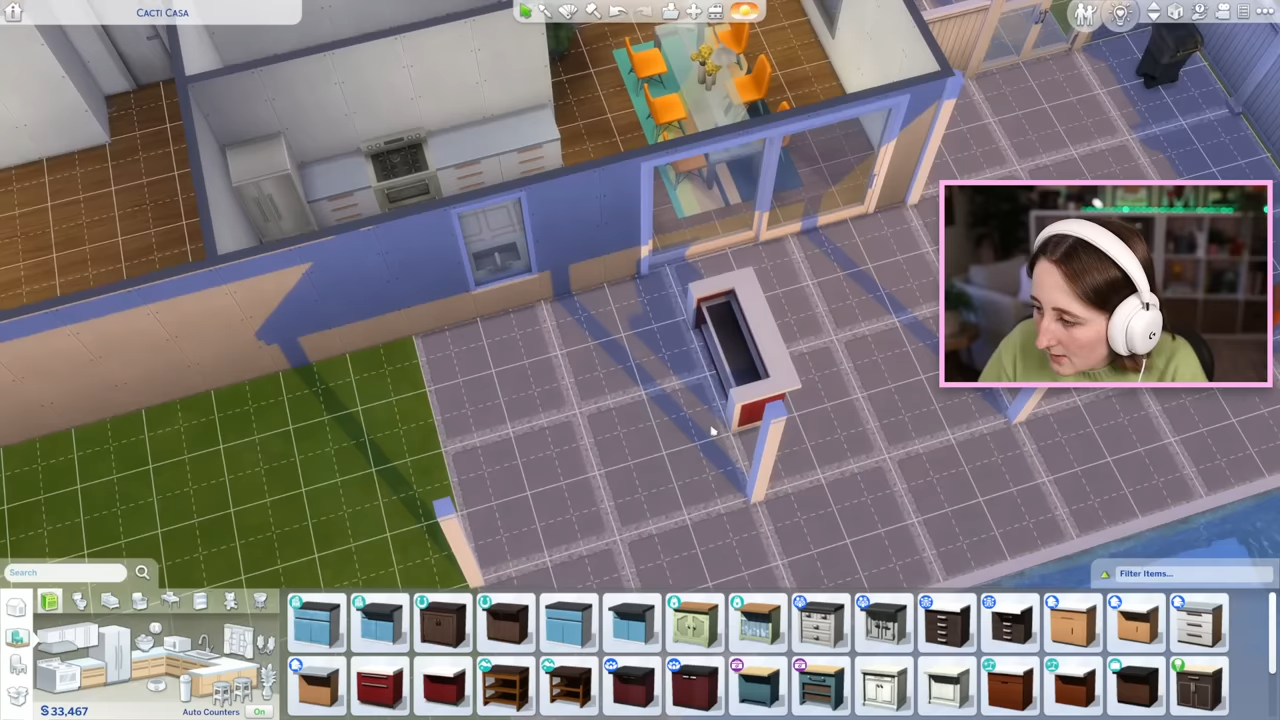 CACTI CASA
Search
Filter Items...
§33,467
Auto Counters
On